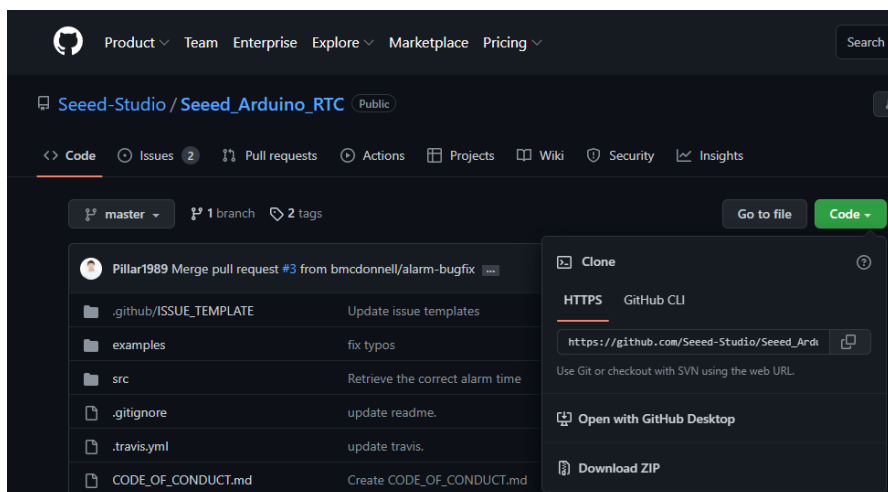 Product Team Enterprise Explore Marketplace Pricing Search
Seeed-Studio / Seeed_Arduino_RTC Public
<> Code Issues 2 Pull requests Actions Projects Wiki Security Insights
master 1 branch 2 tags Go to file Code
Pillar1989 Merge pull request #3 from bmcdonnell/alarm-bugfix ...
.github/ISSUE_TEMPLATE Update issue templates
examples fix typos
src Retrieve the correct alarm time
.gitignore update readme.
.travis.yml update travis.
CODE_OF_CONDUCT.md Create CODE_OF_CONDUCT.md
Clone
HTTPS GitHub CLI
https://github.com/Seeed-Studio/Seeed_Ardu
Use Git or checkout with SVN using the web URL.
Open with GitHub Desktop
Download ZIP